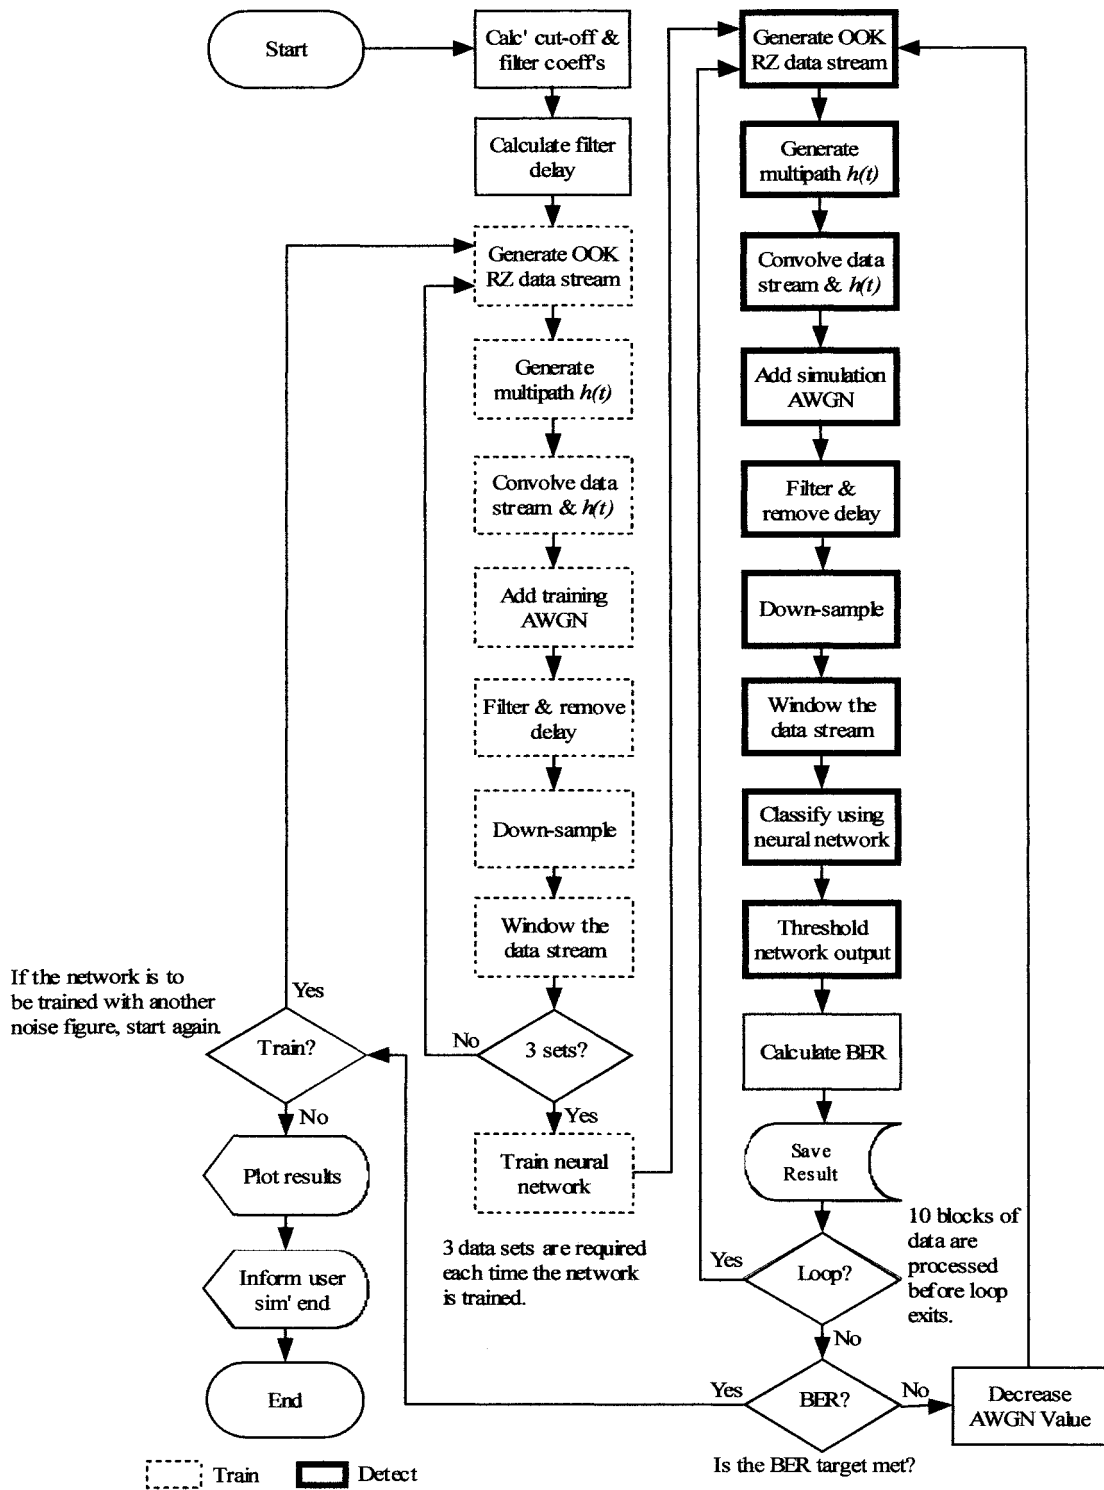 Start
Calc' cut-off &
filter coeff's
Calculate filter
delay
Generate OOK
RZ data stream
Generate
multipath h(t)
Convolve data
stream & h(t)
Add training
AWGN
Filter & remove
delay
Down-sample
Window the
data stream
3 sets?
No
Yes
Train neural
network
3 data sets are required
each time the network
is trained.
Generate OOK
RZ data stream
Generate
multipath h(t)
Convolve data
stream & h(t)
Add simulation
AWGN
Filter &
remove delay
Down-sample
Window the
data stream
Classify using
neural network
Threshold
network output
Calculate BER
Save
Result
10 blocks of
data are
processed
before loop
exits.
Loop?
Yes
No
BER?
Yes
No
Is the BER target met?
Decrease
AWGN Value
If the network is to
be trained with another
noise figure, start again.
Yes
Train?
No
Plot results
Inform user
sim' end
End
Train
Detect